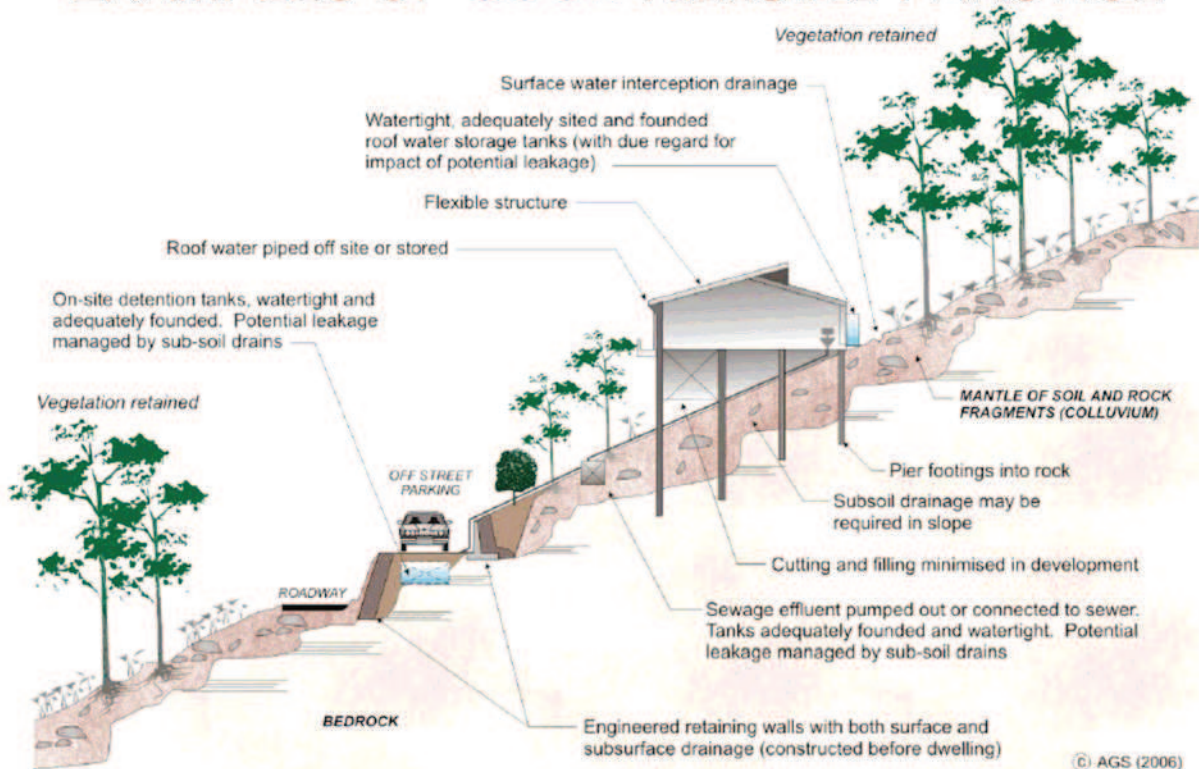 Vegetation retained
Surface water interception drainage
Watertight, adequately sited and founded
roof water storage tanks (with due regard for
impact of potential leakage)
Flexible structure
Roof water piped off site or stored
On-site detention tanks, watertight and
adequately founded. Potential leakage
managed by sub-soil drains
Vegetation retained
MANTLE OF SOIL AND ROCK
FRAGMENTS (COLLUVIUM)
Pier footings into rock
OFF STREET
PARKING
Subsoil drainage may be
required in slope
Cutting and filling minimised in development
ROADWAY
Sewage effluent pumped out or connected to sewer.
Tanks adequately founded and watertight. Potential
leakage managed by sub-soil drains
BEDROCK
Engineered retaining walls with both surface and
subsurface drainage (constructed before dwelling)
© AGS (2006)